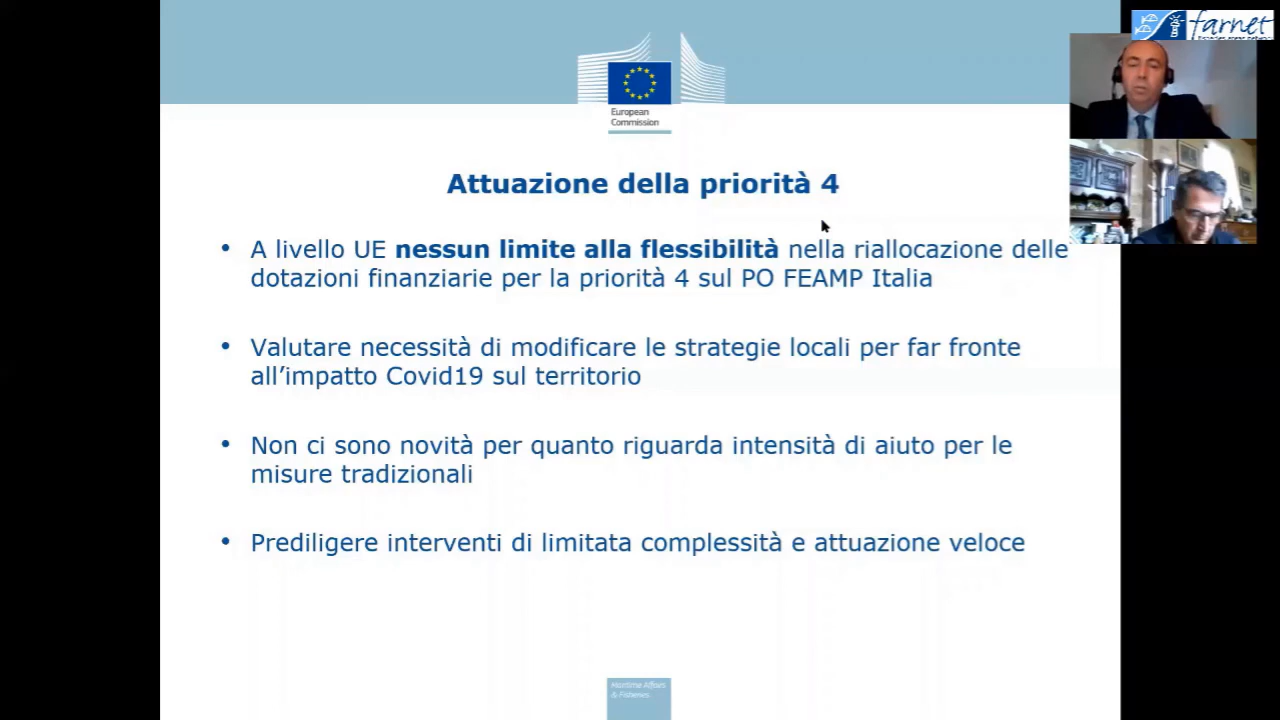 farnet
European
Commission
Attuazione della priorità 4
• A livello UE nessun limite alla flessibilità nella riallocazione delle
dotazioni finanziarie per la priorità 4 sul PO FEAMP Italia
• Valutare necessità di modificare le strategie locali per far fronte
all’impatto Covid19 sul territorio
• Non ci sono novità per quanto riguarda intensità di aiuto per le
misure tradizionali
• Prediligere interventi di limitata complessità e attuazione veloce
Maritime Affairs
& Fisheries